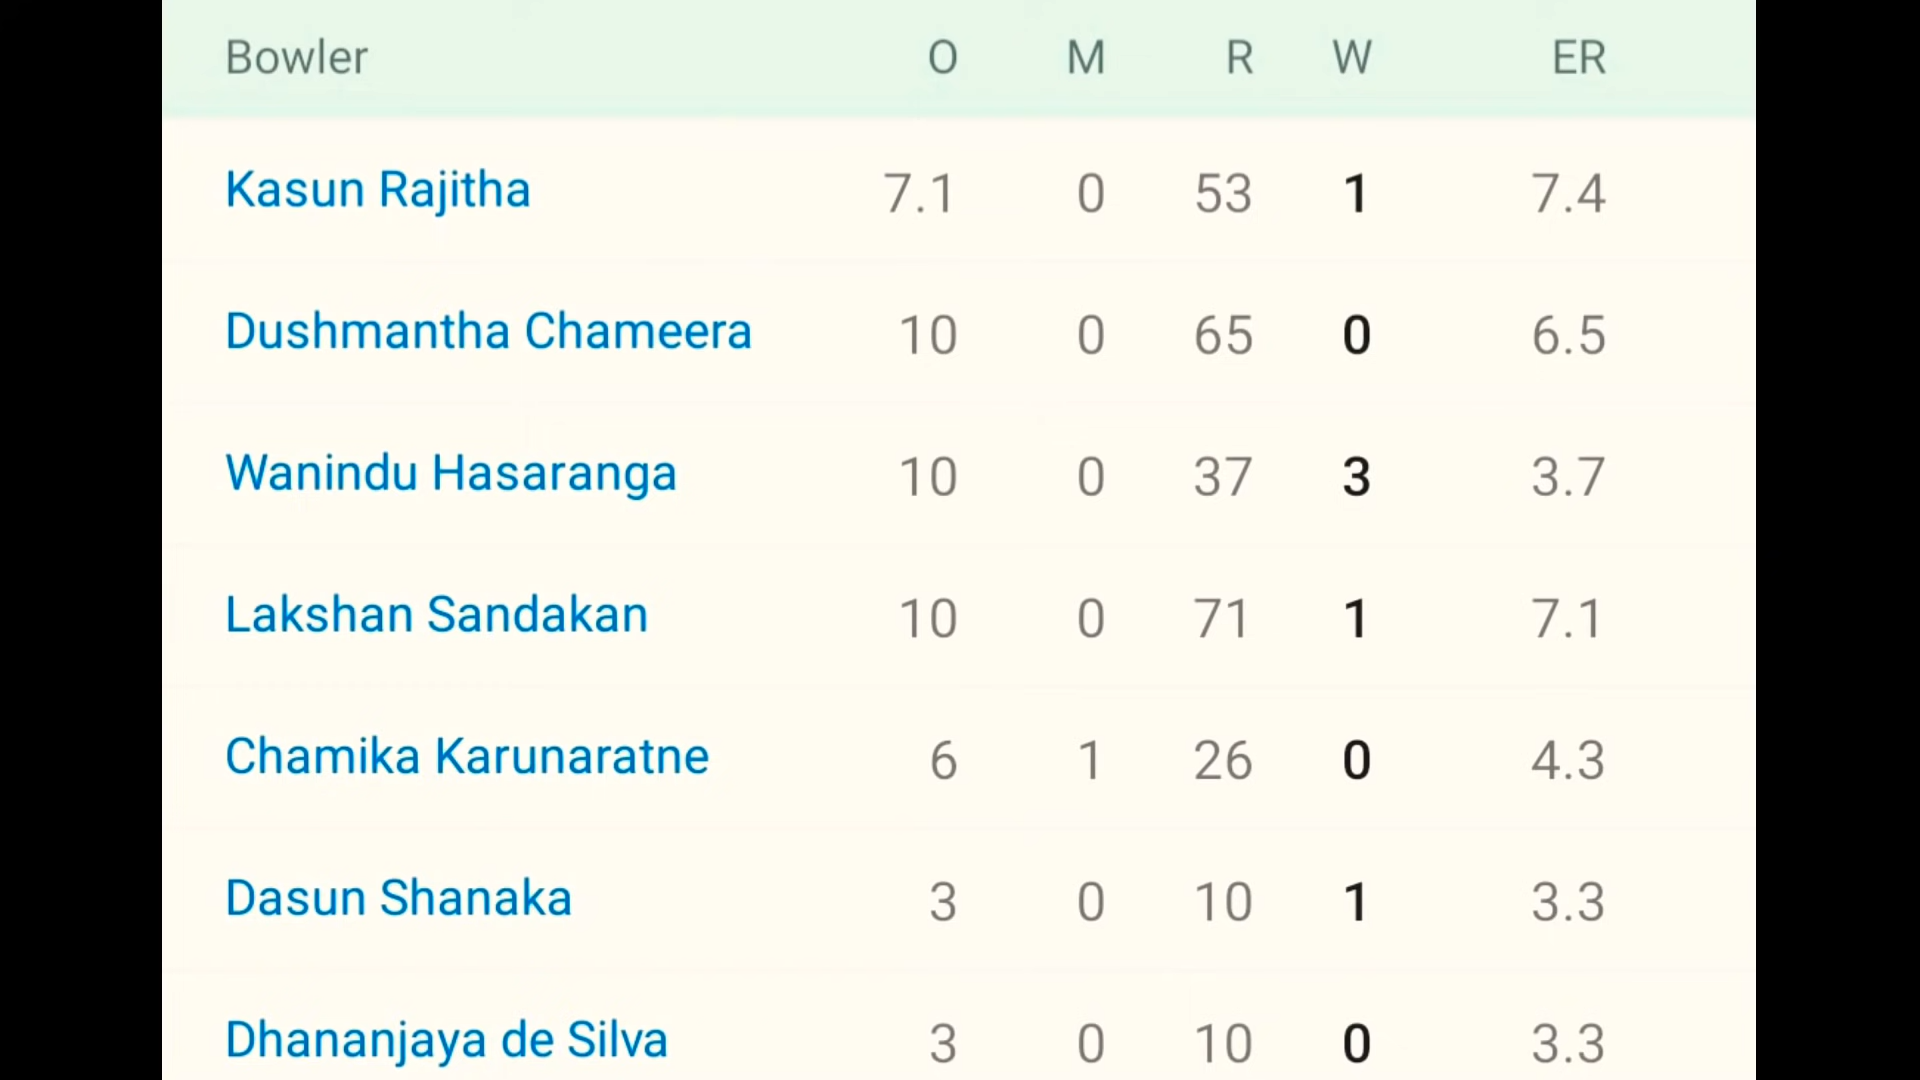 Bowler O M R W ER
Kasun Rajitha 7.1 0 53 1 7.4
Dushmantha Chameera 10 0 65 0 6.5
Wanindu Hasaranga 10 0 37 3 3.7
Lakshan Sandakan 10 0 71 1 7.1
Chamika Karunaratne 6 1 26 0 4.3
Dasun Shanaka 3 0 10 1 3.3
Dhananjaya de Silva 3 0 10 0 3.3